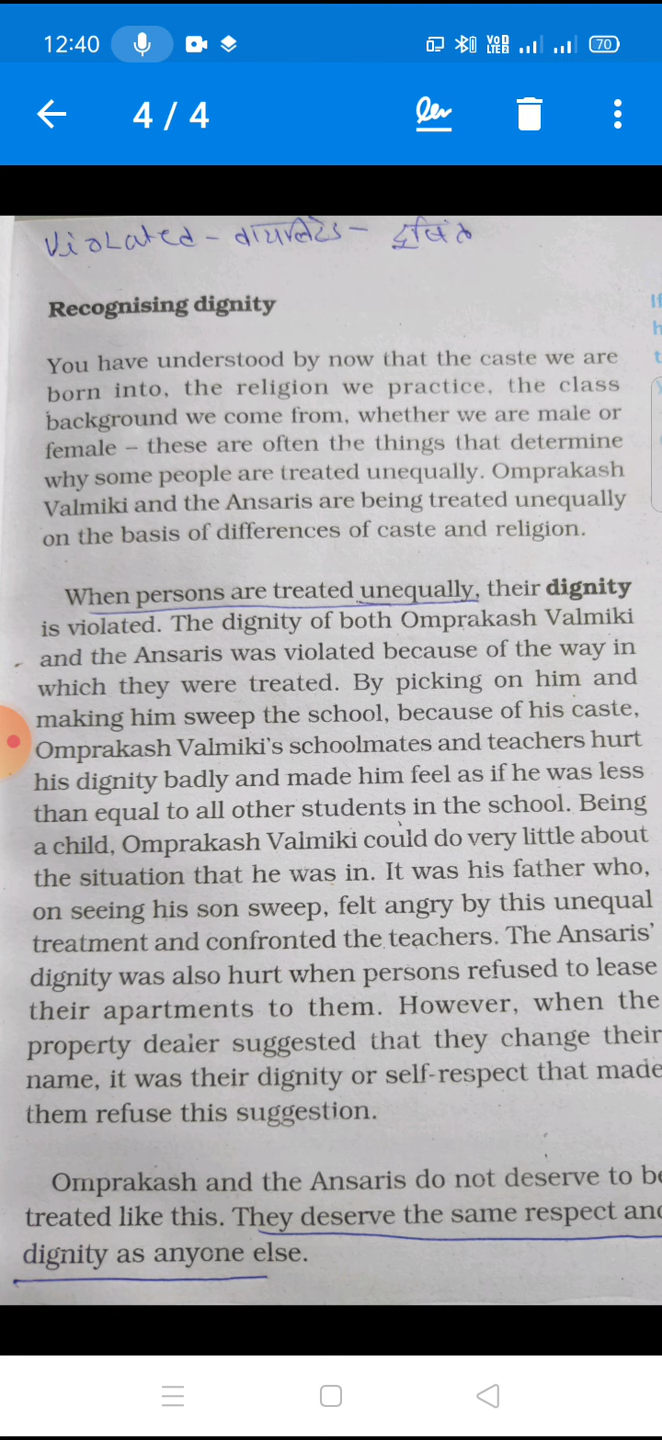 12:40
VoD
LTE2
70
4 / 4
violated - वायलेटेड -
Recognising dignity
You have understood by now that the caste we are
born into, the religion we practice, the class
background we come from, whether we are male or
female – these are often the things that determine
why some people are treated unequally. Omprakash
Valmiki and the Ansaris are being treated unequally
on the basis of differences of caste and religion.
When persons are treated unequally, their dignity
is violated. The dignity of both Omprakash Valmiki
and the Ansaris was violated because of the way in
which they were treated. By picking on him and
making him sweep the school, because of his caste,
Omprakash Valmiki's schoolmates and teachers hurt
his dignity badly and made him feel as if he was less
than equal to all other students in the school. Being
a child, Omprakash Valmiki could do very little about
the situation that he was in. It was his father who,
on seeing his son sweep, felt angry by this unequal
treatment and confronted the teachers. The Ansaris'
dignity was also hurt when persons refused to lease
their apartments to them. However, when the
property dealer suggested that they change their
name, it was their dignity or self-respect that made
them refuse this suggestion.
Omprakash and the Ansaris do not deserve to be
treated like this. They deserve the same respect and
dignity as anyone else.
If
h
t